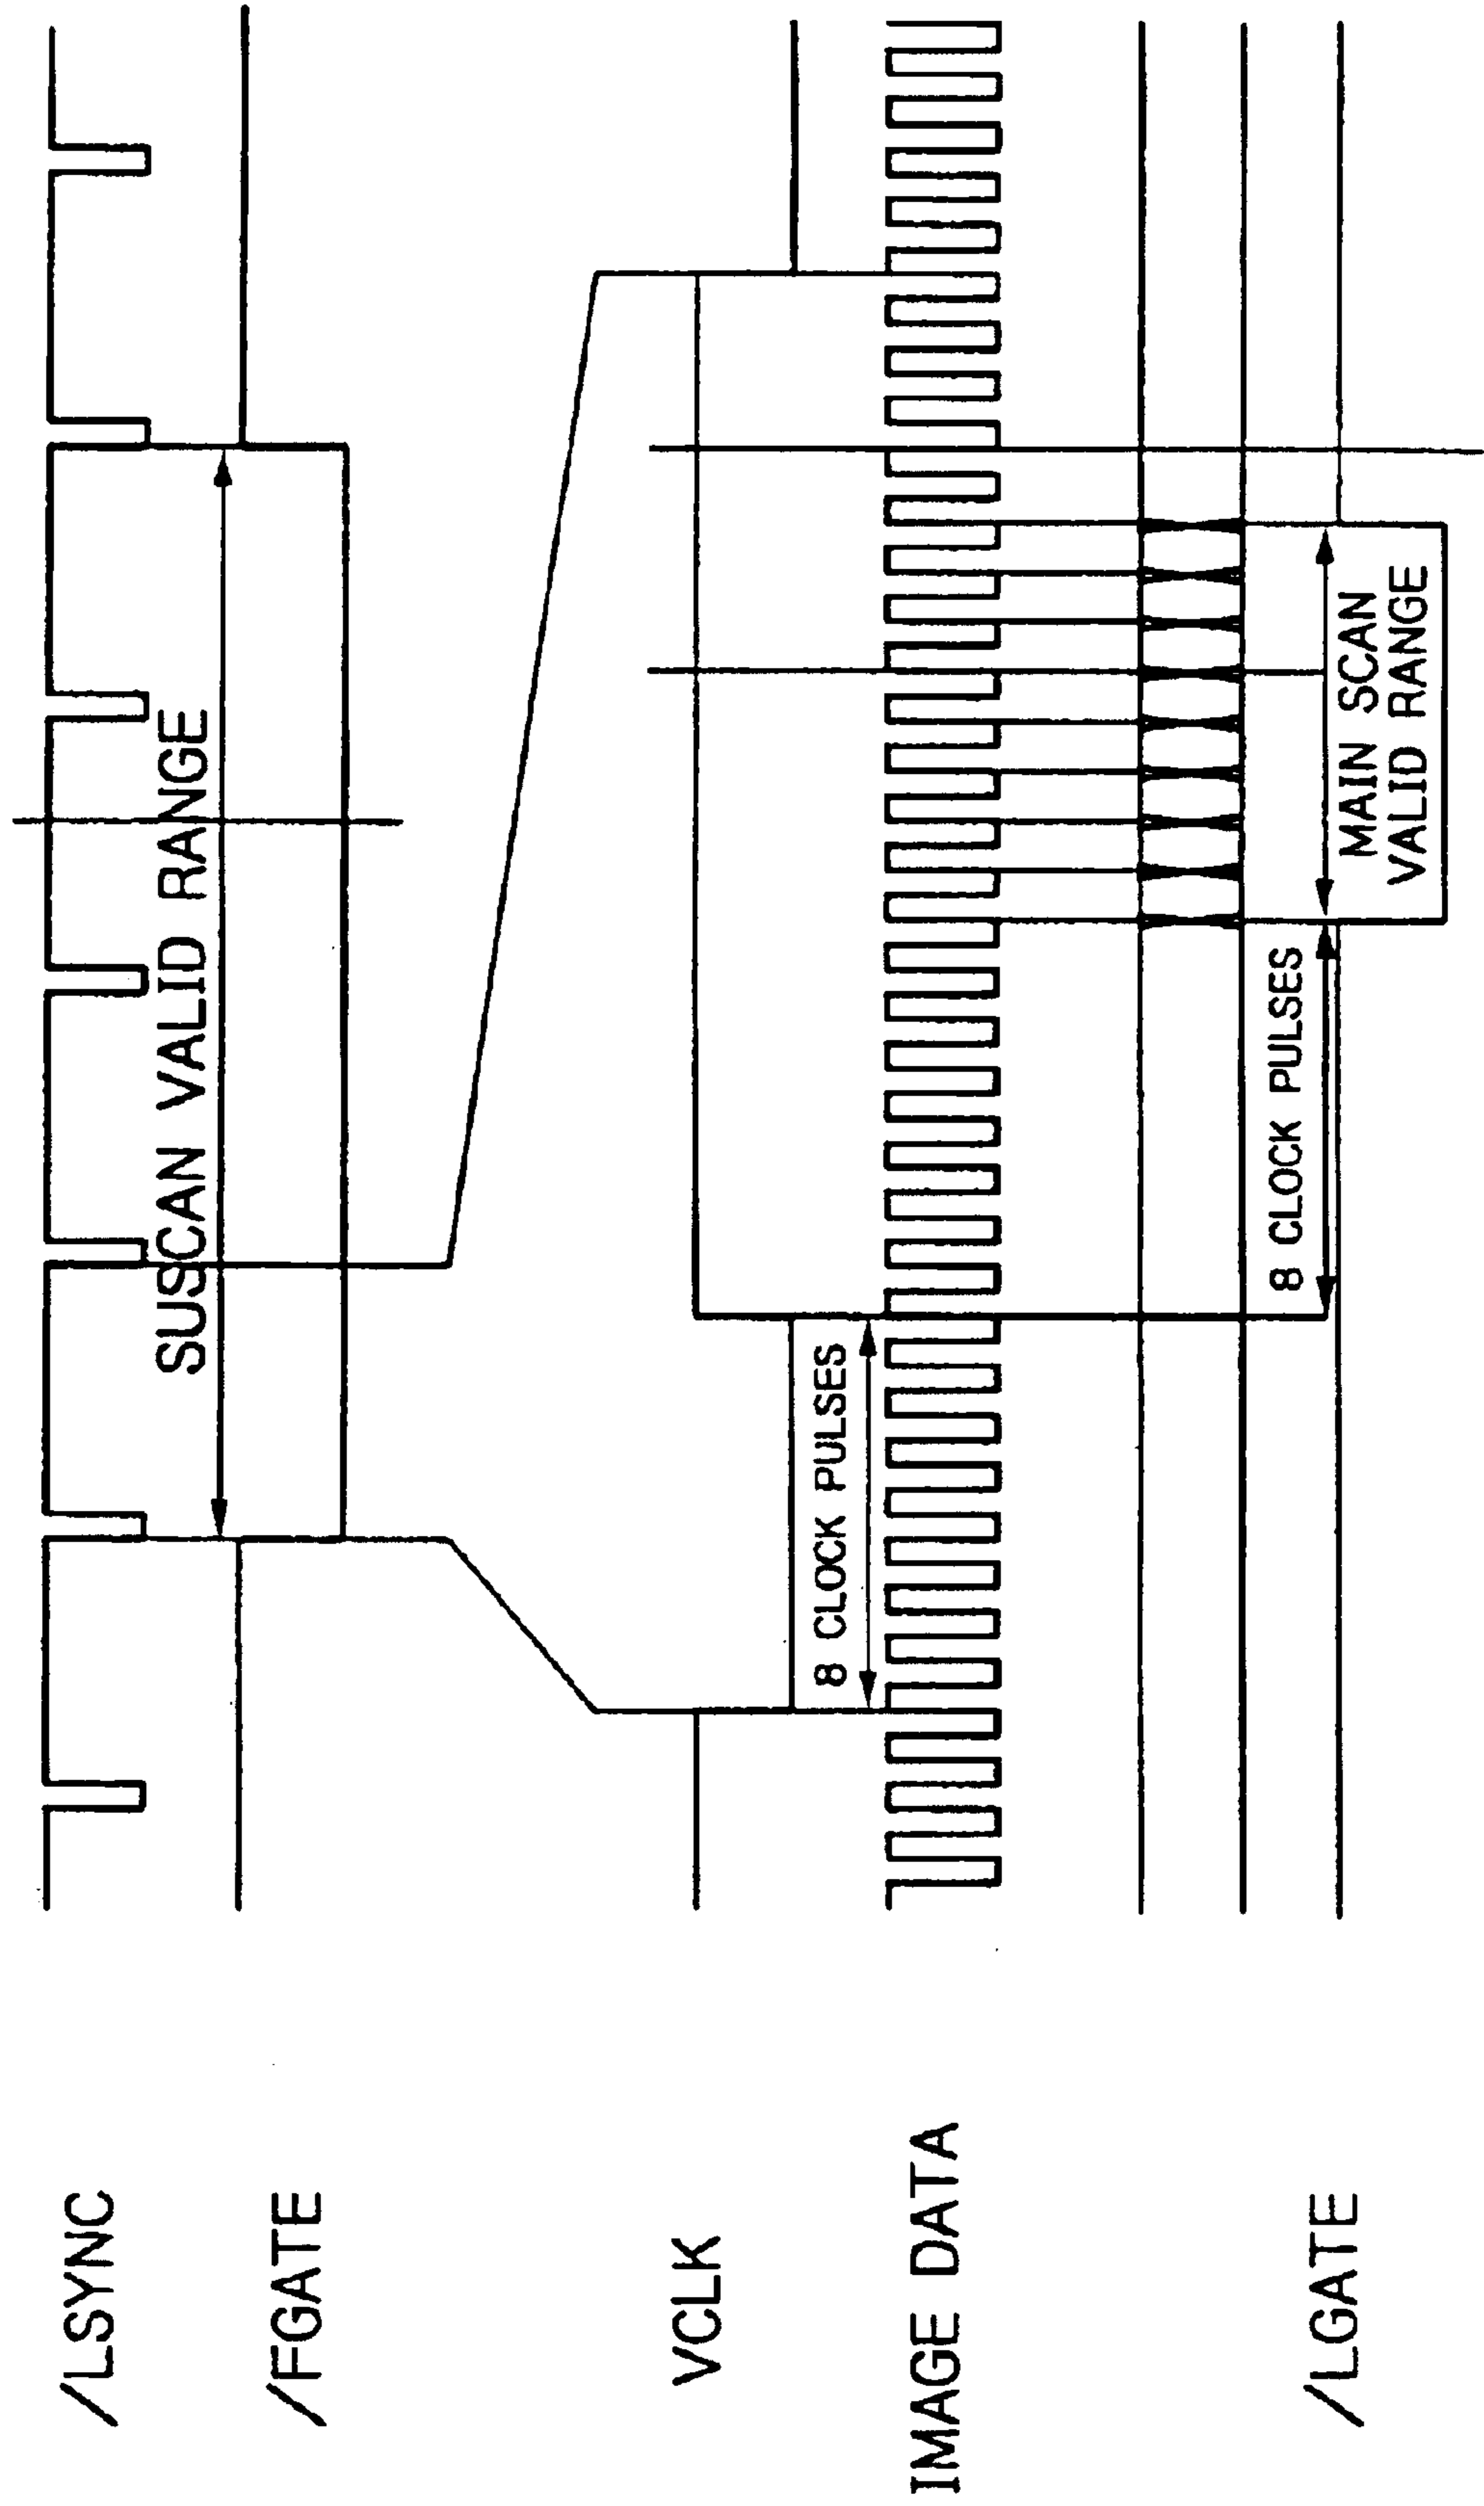 /LSYNC
SUSCAN VALID RANGE
/FGATE
VCLK
8 CLOCK PULSES
IMAGE DATA
8 CLOCK PULSES
MAIN SCAN
VALID RANGE
/LGATE